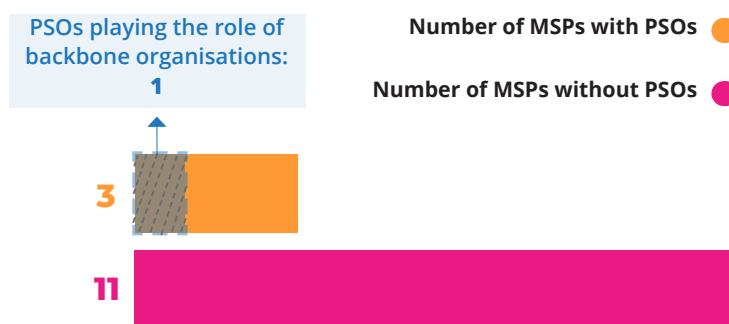 PSOs playing the role of
backbone organisations:
1
Number of MSPs with PSOs
Number of MSPs without PSOs
3
11